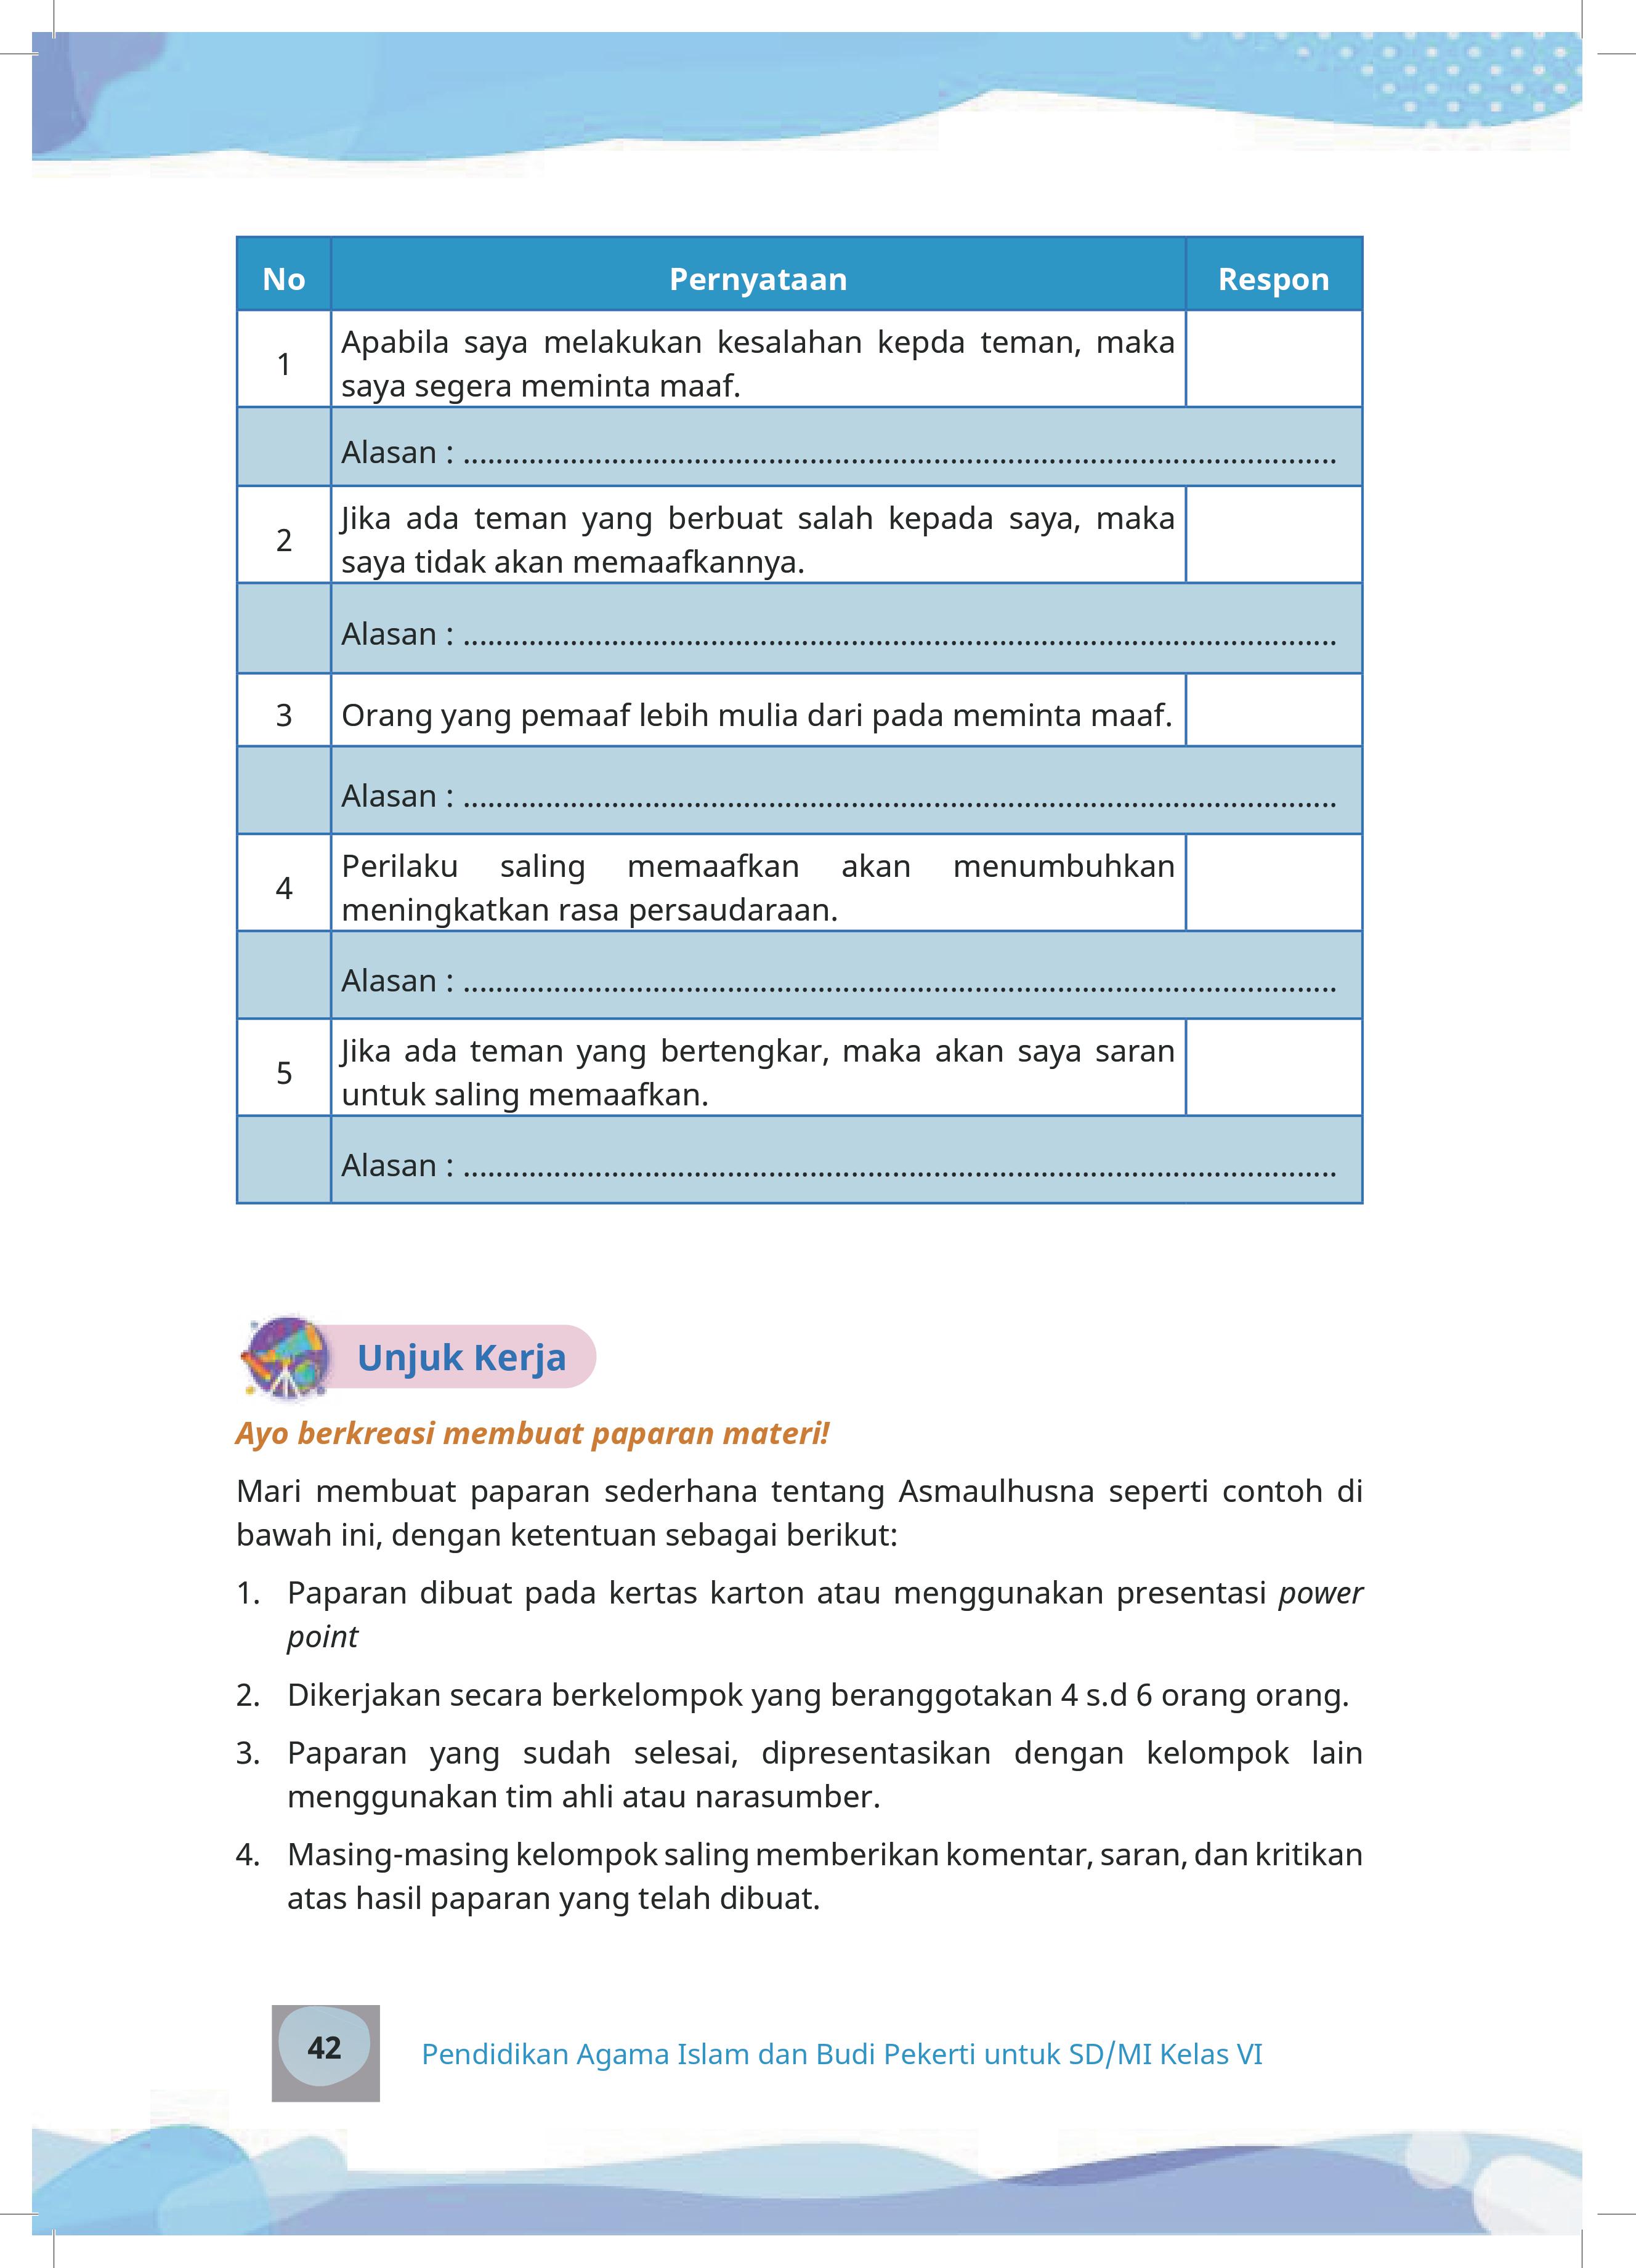 No Pernyataan Respon
1 Apabila saya melakukan kesalahan kepda teman, maka
saya segera meminta maaf.
Alasan : ..........................................................................................................
2 Jika ada teman yang berbuat salah kepada saya, maka
saya tidak akan memaafkannya.
Alasan : ..........................................................................................................
3 Orang yang pemaaf lebih mulia dari pada meminta maaf.
Alasan : ..........................................................................................................
4 Perilaku saling memaafkan akan menumbuhkan
meningkatkan rasa persaudaraan.
Alasan : ..........................................................................................................
5 Jika ada teman yang bertengkar, maka akan saya saran
untuk saling memaafkan.
Alasan : ..........................................................................................................
Unjuk Kerja
Ayo berkreasi membuat paparan materi!
Mari membuat paparan sederhana tentang Asmaulhusna seperti contoh di
bawah ini, dengan ketentuan sebagai berikut:
1. Paparan dibuat pada kertas karton atau menggunakan presentasi power
point
2. Dikerjakan secara berkelompok yang beranggotakan 4 s.d 6 orang orang.
3. Paparan yang sudah selesai, dipresentasikan dengan kelompok lain
menggunakan tim ahli atau narasumber.
4. Masing-masing kelompok saling memberikan komentar, saran, dan kritikan
atas hasil paparan yang telah dibuat.
42 Pendidikan Agama Islam dan Budi Pekerti untuk SD/MI Kelas VI